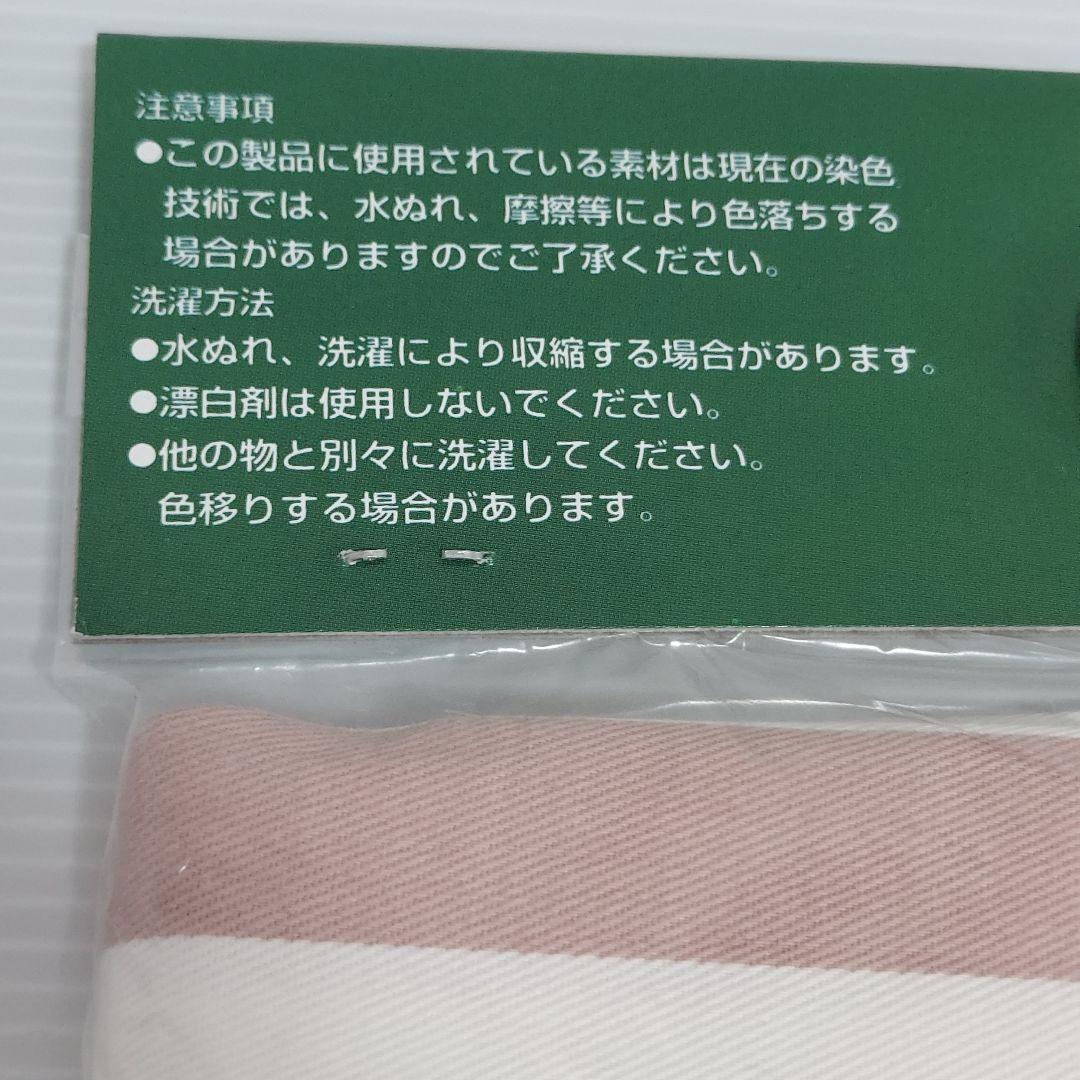 注意事項
●この製品に使用されている素材は現在の染色
技術では、水ぬれ、摩擦等により色落ちする
場合がありますのでご了承ください。
洗濯方法
●水ぬれ、洗濯により収縮する場合があります。
●漂白剤は使用しないでください。
●他の物と別々に洗濯してください。
色移りする場合があります。